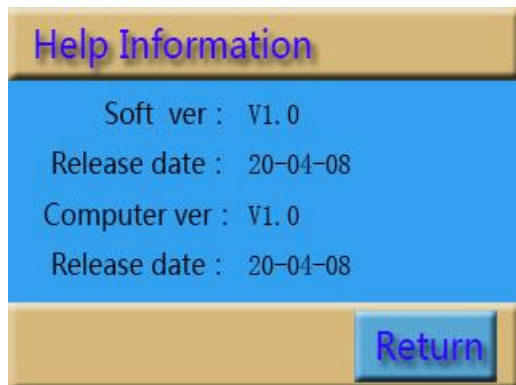 Help Information
Soft ver : V1.0
Release date : 20-04-08
Computer ver : V1.0
Release date : 20-04-08
Return